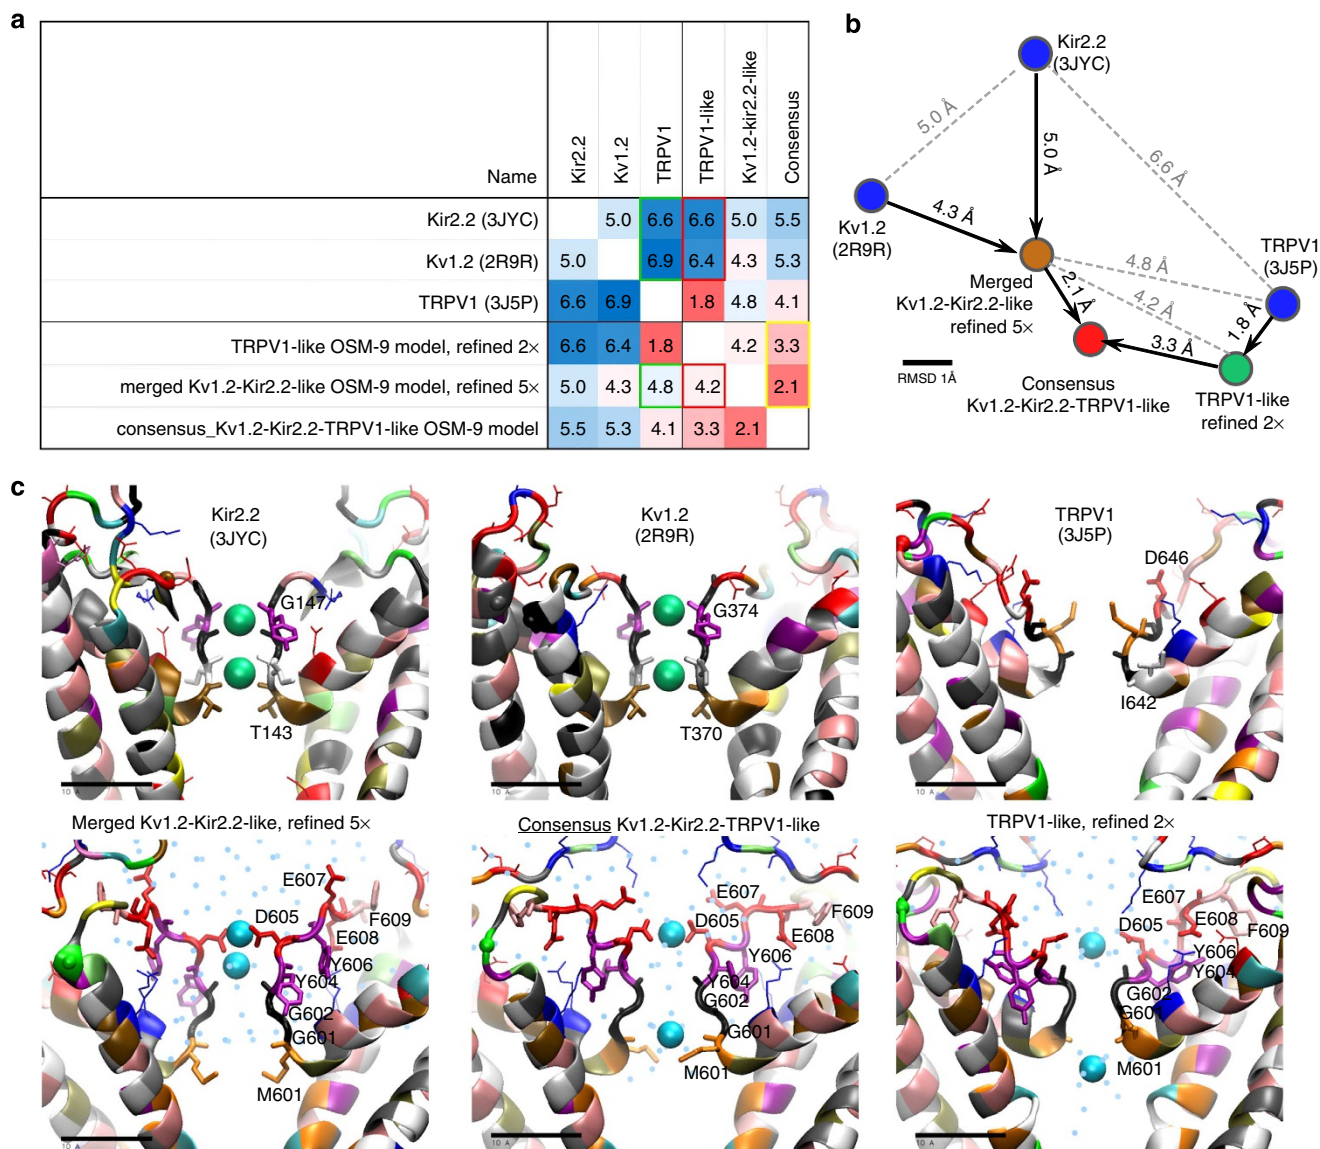 a
Name
Kir2.2
Kv1.2
TRPV1
TRPV1-like
Kv1.2-kir2.2-like
Consensus
Kir2.2 (3JYC) 5.0 6.6 6.6 5.0 5.5
Kv1.2 (2R9R) 5.0 6.9 6.4 4.3 5.3
TRPV1 (3J5P) 6.6 6.9 1.8 4.8 4.1
TRPV1-like OSM-9 model, refined 2× 6.6 6.4 1.8 4.2 3.3
merged Kv1.2-Kir2.2-like OSM-9 model, refined 5× 5.0 4.3 4.8 4.2 2.1
consensus_Kv1.2-Kir2.2-TRPV1-like OSM-9 model 5.5 5.3 4.1 3.3 2.1
b
Kir2.2
(3JYC)
5.0 Å
5.0 Å
6.6 Å
Kv1.2
(2R9R)
4.3 Å
TRPV1
(3J5P)
4.8 Å
4.2 Å
Merged
Kv1.2-Kir2.2-like
refined 5×
2.1 Å
1.8 Å
3.3 Å
RMSD 1Å
Consensus
Kv1.2-Kir2.2-TRPV1-like
TRPV1-like
refined 2×
c
Kir2.2
(3JYC)
G147
T143
10 A
Kv1.2
(2R9R)
G374
T370
10 A
TRPV1
(3J5P)
D646
I642
10 A
Merged Kv1.2-Kir2.2-like, refined 5×
E607
D605
F609
E608
Y606
Y604
G602
G601
M601
10 A
Consensus Kv1.2-Kir2.2-TRPV1-like
E607
D605
F609
E608
Y606
Y604
G602
G601
M601
10 A
TRPV1-like, refined 2×
E607
D605
E608
F609
Y606
Y604
G602
G601
M601
10 A